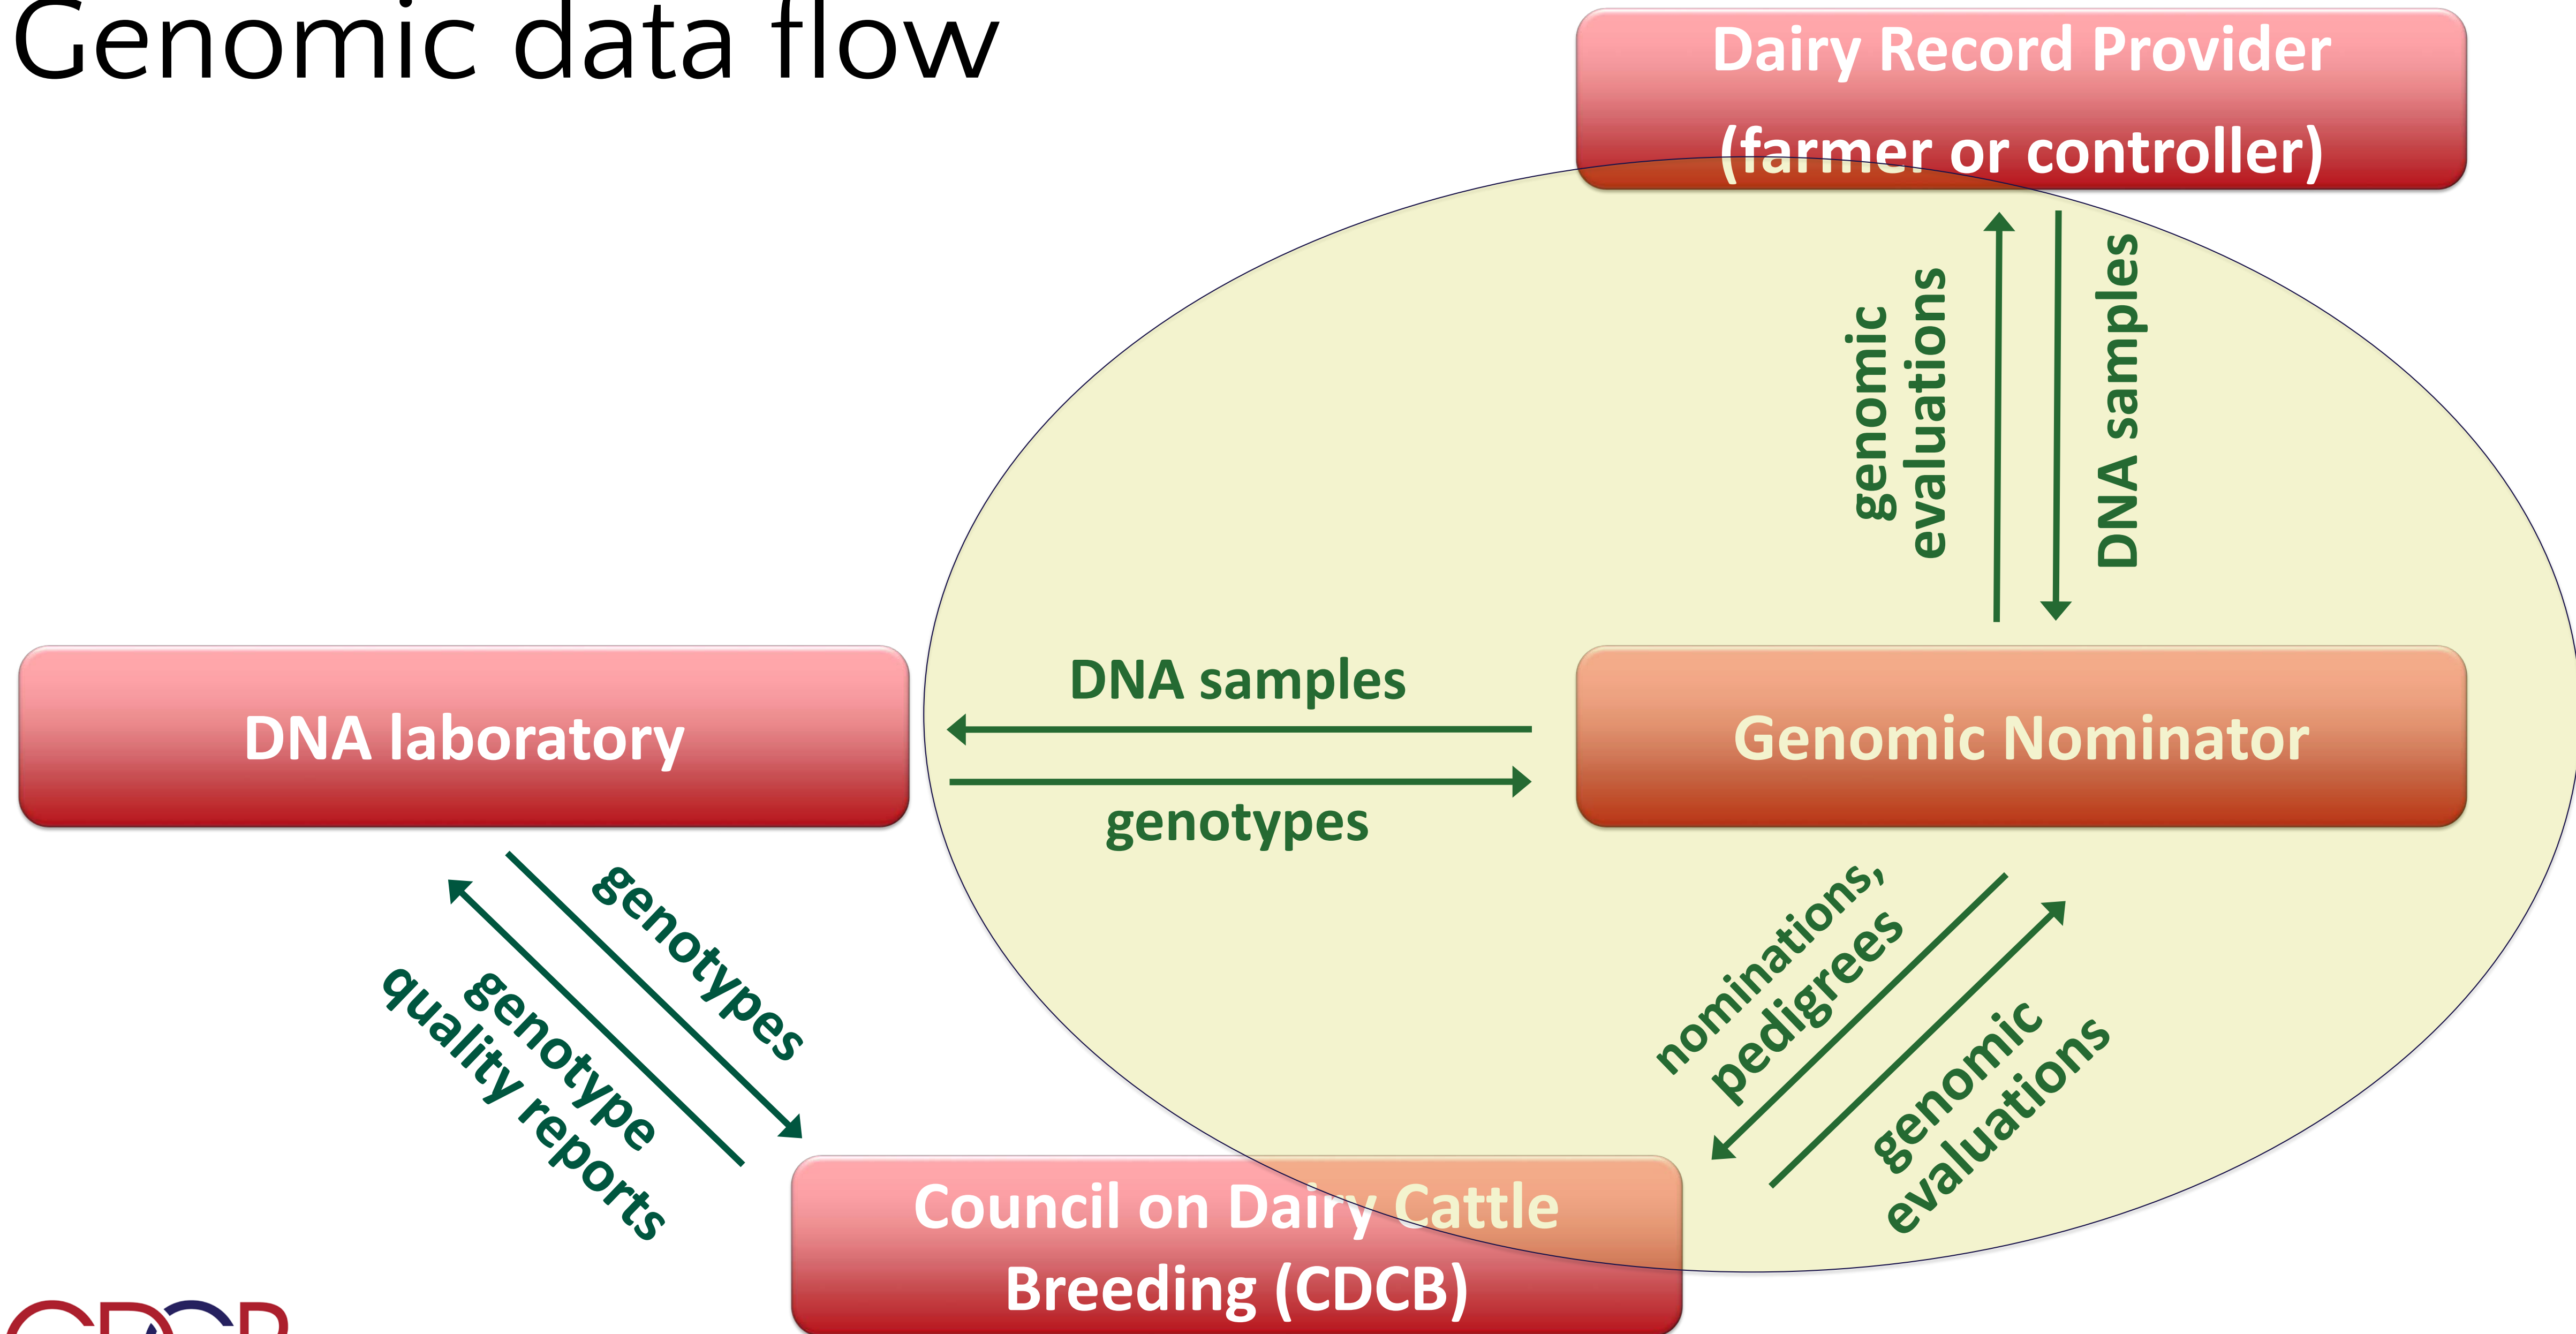 Genomic data flow
Dairy Record Provider
(farmer or controller)
genomic
evaluations
DNA samples
DNA samples
DNA laboratory
Genomic Nominator
genotypes
genotypes
genotype
quality reports
nominations,
pedigrees
genomic
evaluations
Council on Dairy Cattle
Breeding (CDCB)
CDCB